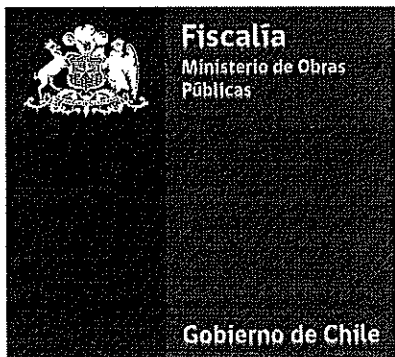 Fiscalía
Ministerio de Obras
Públicas
Gobierno de Chile